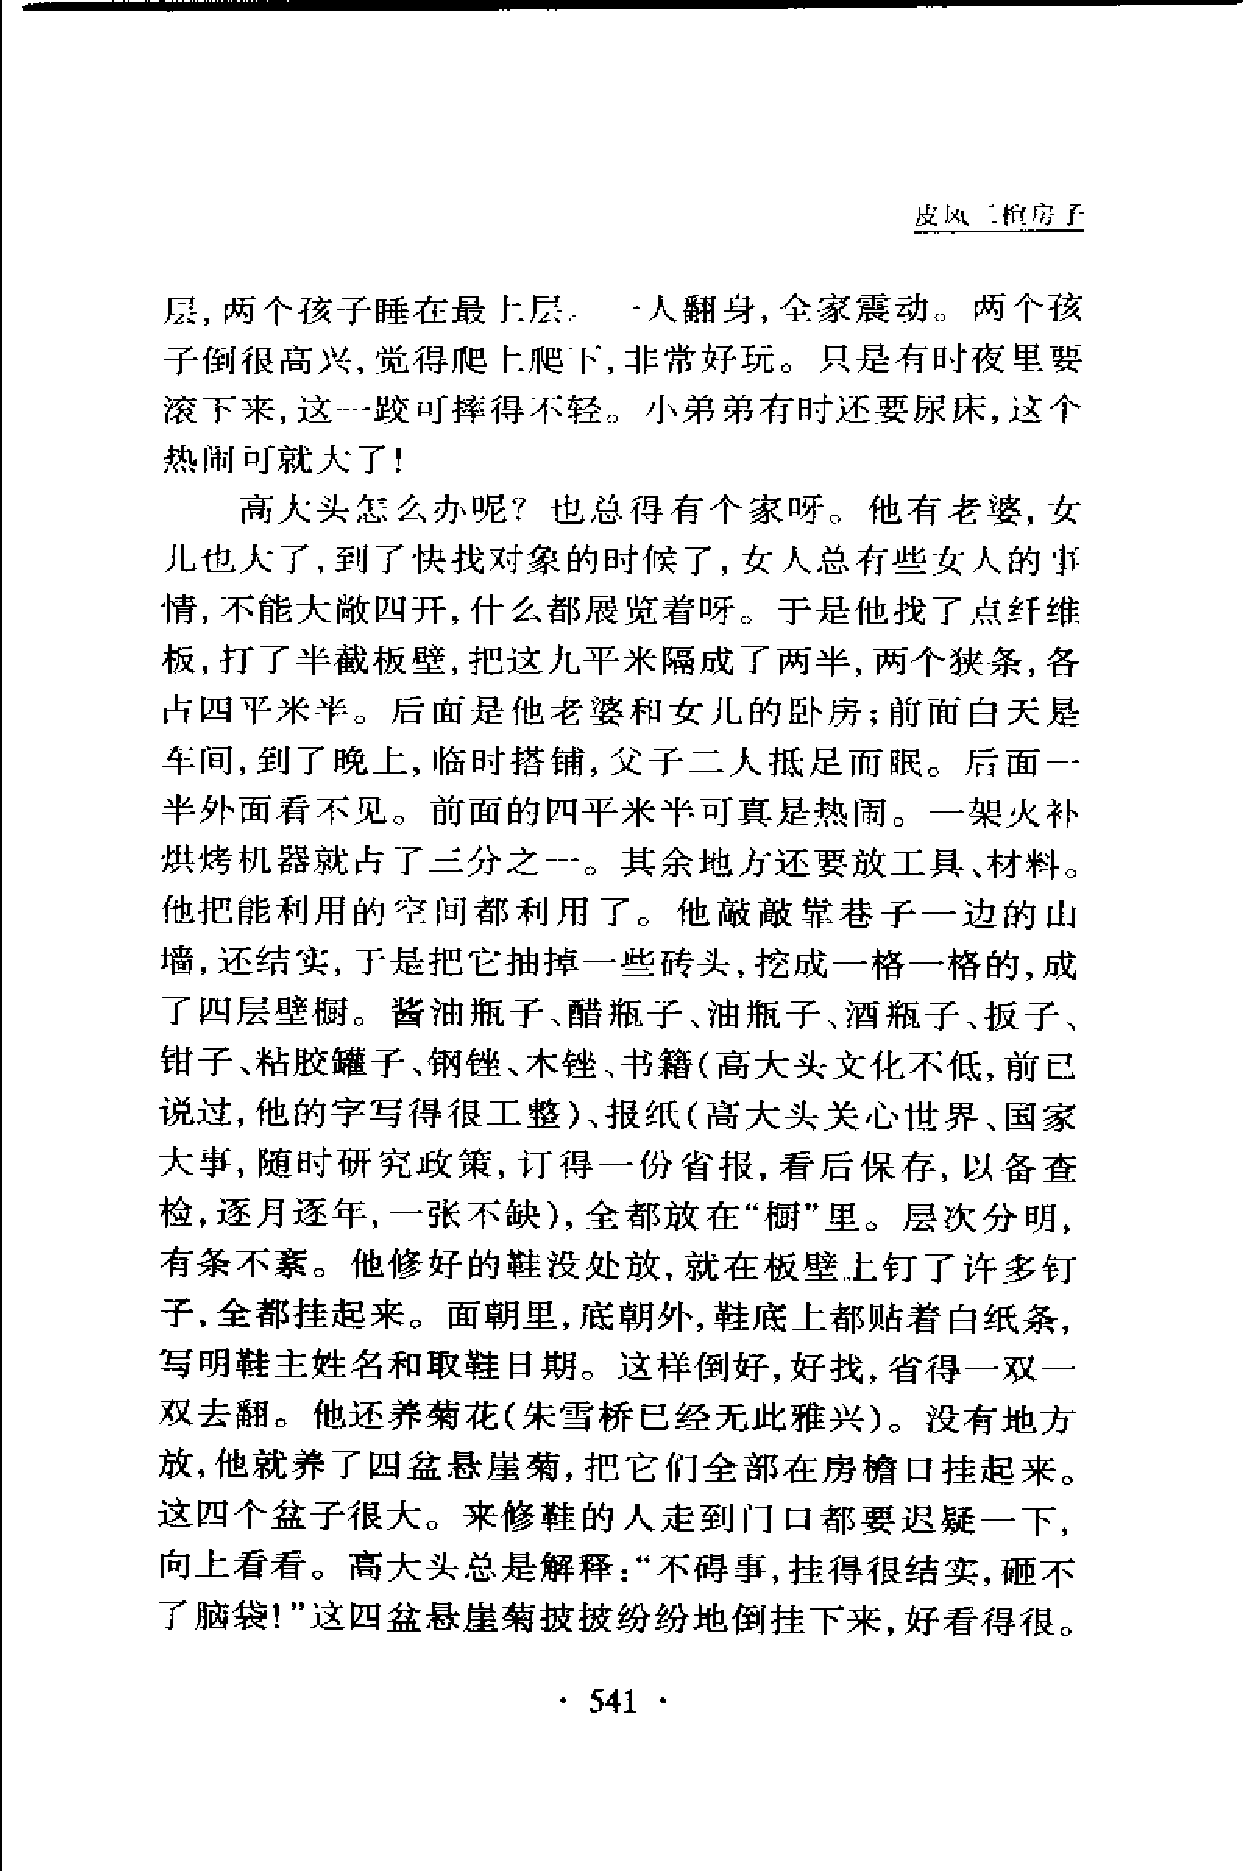 皮凤三楦房子
层,两个孩子睡在最上层。一人翻身,全家震动。两个孩
子倒很高兴,觉得爬上爬下,非常好玩。只是有时夜里要
滚下来,这一跤可摔得不轻。小弟弟有时还要尿床,这个
热闹可就大了!
高大头怎么办呢?也总得有个家呀。他有老婆,女
儿也大了,到了快找对象的时候了,女人总有些女人的事
情,不能大敞四开,什么都展览着呀。于是他找了点纤维
板,打了半截板壁,把这九平米隔成了两半,两个狭条,各
占四平米半。后面是他老婆和女儿的卧房;前面白天是
车间,到了晚上,临时搭铺,父子二人抵足而眠。后面一
半外面看不见。前面的四平米半可真是热闹。一架火补
烘烤机器就占了三分之一。其余地方还要放工具、材料。
他把能利用的空间都利用了。他敲敲靠巷子一边的山
墙,还结实,于是把它抽掉一些砖头,挖成一格一格的,成
了四层壁橱。酱油瓶子、醋瓶子、油瓶子、酒瓶子、扳子、
钳子、粘胶罐子、钢锉、木锉、书籍(高大头文化不低,前已
说过,他的字写得很工整)、报纸(高大头关心世界、国家
大事,随时研究政策,订得一份省报,看后保存,以备查
检,逐月逐年,一张不缺),全都放在“橱”里。层次分明,
有条不紊。他修好的鞋没处放,就在板壁上钉了许多钉
子,全都挂起来。面朝里,底朝外,鞋底上都贴着白纸条,
写明鞋主姓名和取鞋日期。这样倒好,好找,省得一双一
双去翻。他还养菊花(朱雪桥已经无此雅兴)。没有地方
放,他就养了四盆悬崖菊,把它们全部在房檐口挂起来。
这四个盆子很大。来修鞋的人走到门口都要迟疑一下,
向上看看。高大头总是解释:“不碍事,挂得很结实,砸不
了脑袋!”这四盆悬崖菊披披纷纷地倒挂下来,好看得很。
· 541 ·